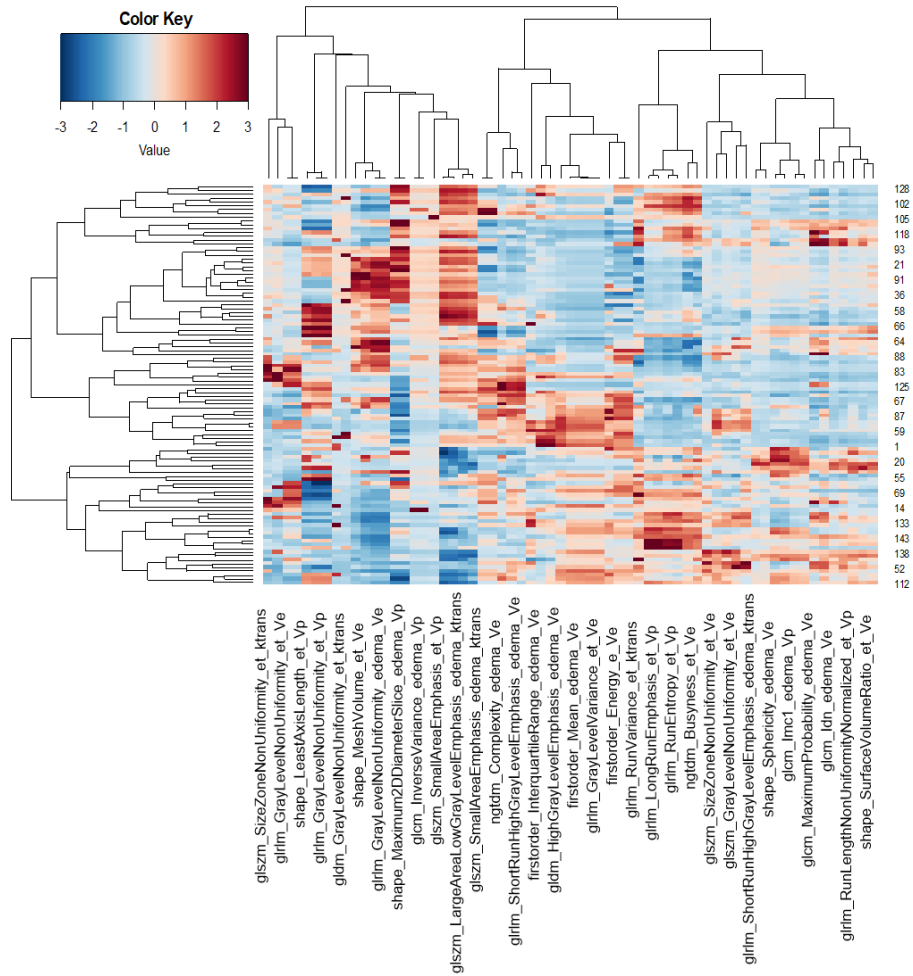 Color Key
-3 -2 -1 0 1 2 3
Value
128
102
105
118
93
21
91
36
58
66
64
88
83
125
67
87
59
1
20
55
69
14
133
143
138
52
112
glszm_SizeZoneNonUniformity_et_ktrans
glrlm_GrayLevelNonUniformity_et_Ve
shape_LeastAxisLength_et_Vp
glrlm_GrayLevelNonUniformity_et_Vp
gldm_GrayLevelNonUniformity_et_ktrans
shape_MeshVolume_et_Ve
glrlm_GrayLevelNonUniformity_edema_Ve
shape_Maximum2DDiameterSlice_edema_Vp
glcm_InverseVariance_edema_Vp
glszm_SmallAreaEmphasis_et_Vp
glszm_LargeAreaLowGrayLevelEmphasis_edema_ktrans
glszm_SmallAreaEmphasis_edema_ktrans
ngtdm_Complexity_edema_Ve
glrlm_ShortRunHighGrayLevelEmphasis_edema_Ve
firstorder_InterquartileRange_edema_Ve
gldm_HighGrayLevelEmphasis_edema_Ve
firstorder_Mean_edema_Ve
glrlm_GrayLevelVariance_et_Ve
firstorder_Energy_e_Ve
glrlm_RunVariance_et_ktrans
glrlm_LongRunEmphasis_et_Vp
glrlm_RunEntropy_et_Vp
ngtdm_Busyness_et_Vp
glszm_SizeZoneNonUniformity_et_Ve
glszm_GrayLevelNonUniformity_et_Ve
glrlm_ShortRunHighGrayLevelEmphasis_edema_Ve
shape_Sphericity_edema_Ve
glcm_Imc1_edema_Vp
glcm_MaximumProbability_edema_Ve
glcm_Idn_edema_Ve
glrlm_RunLengthNonUniformityNormalized_et_Vp
shape_SurfaceVolumeRatio_et_Ve